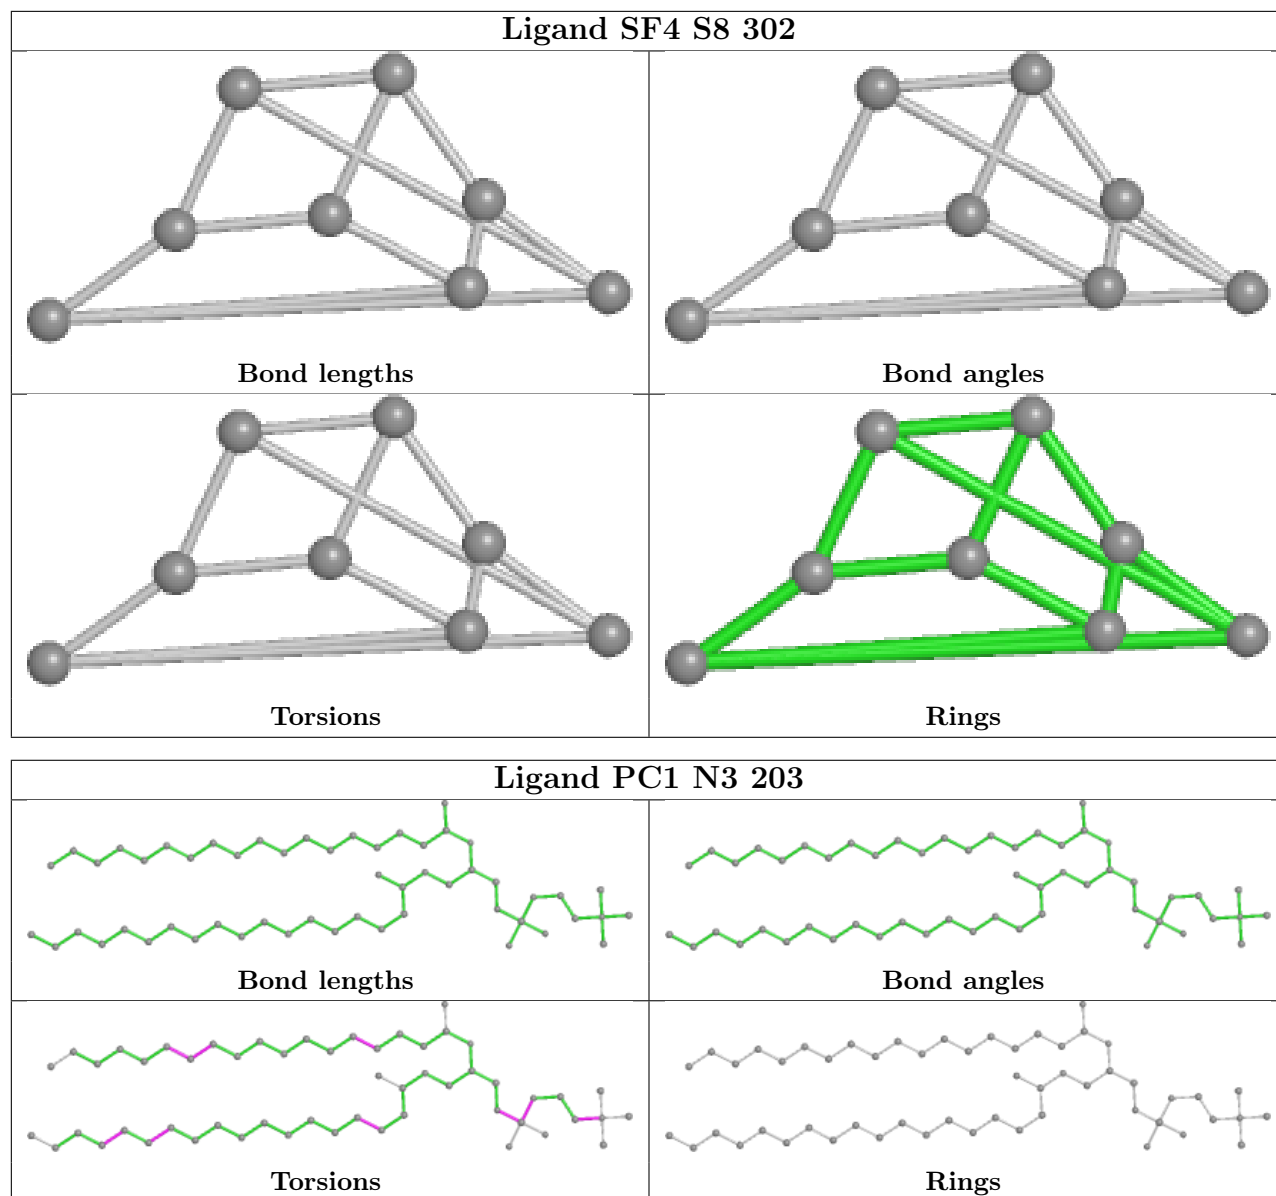 Ligand SF4 S8 302
Bond lengths
Bond angles
Torsions
Rings
Ligand PC1 N3 203
Bond lengths
Bond angles
Torsions
Rings